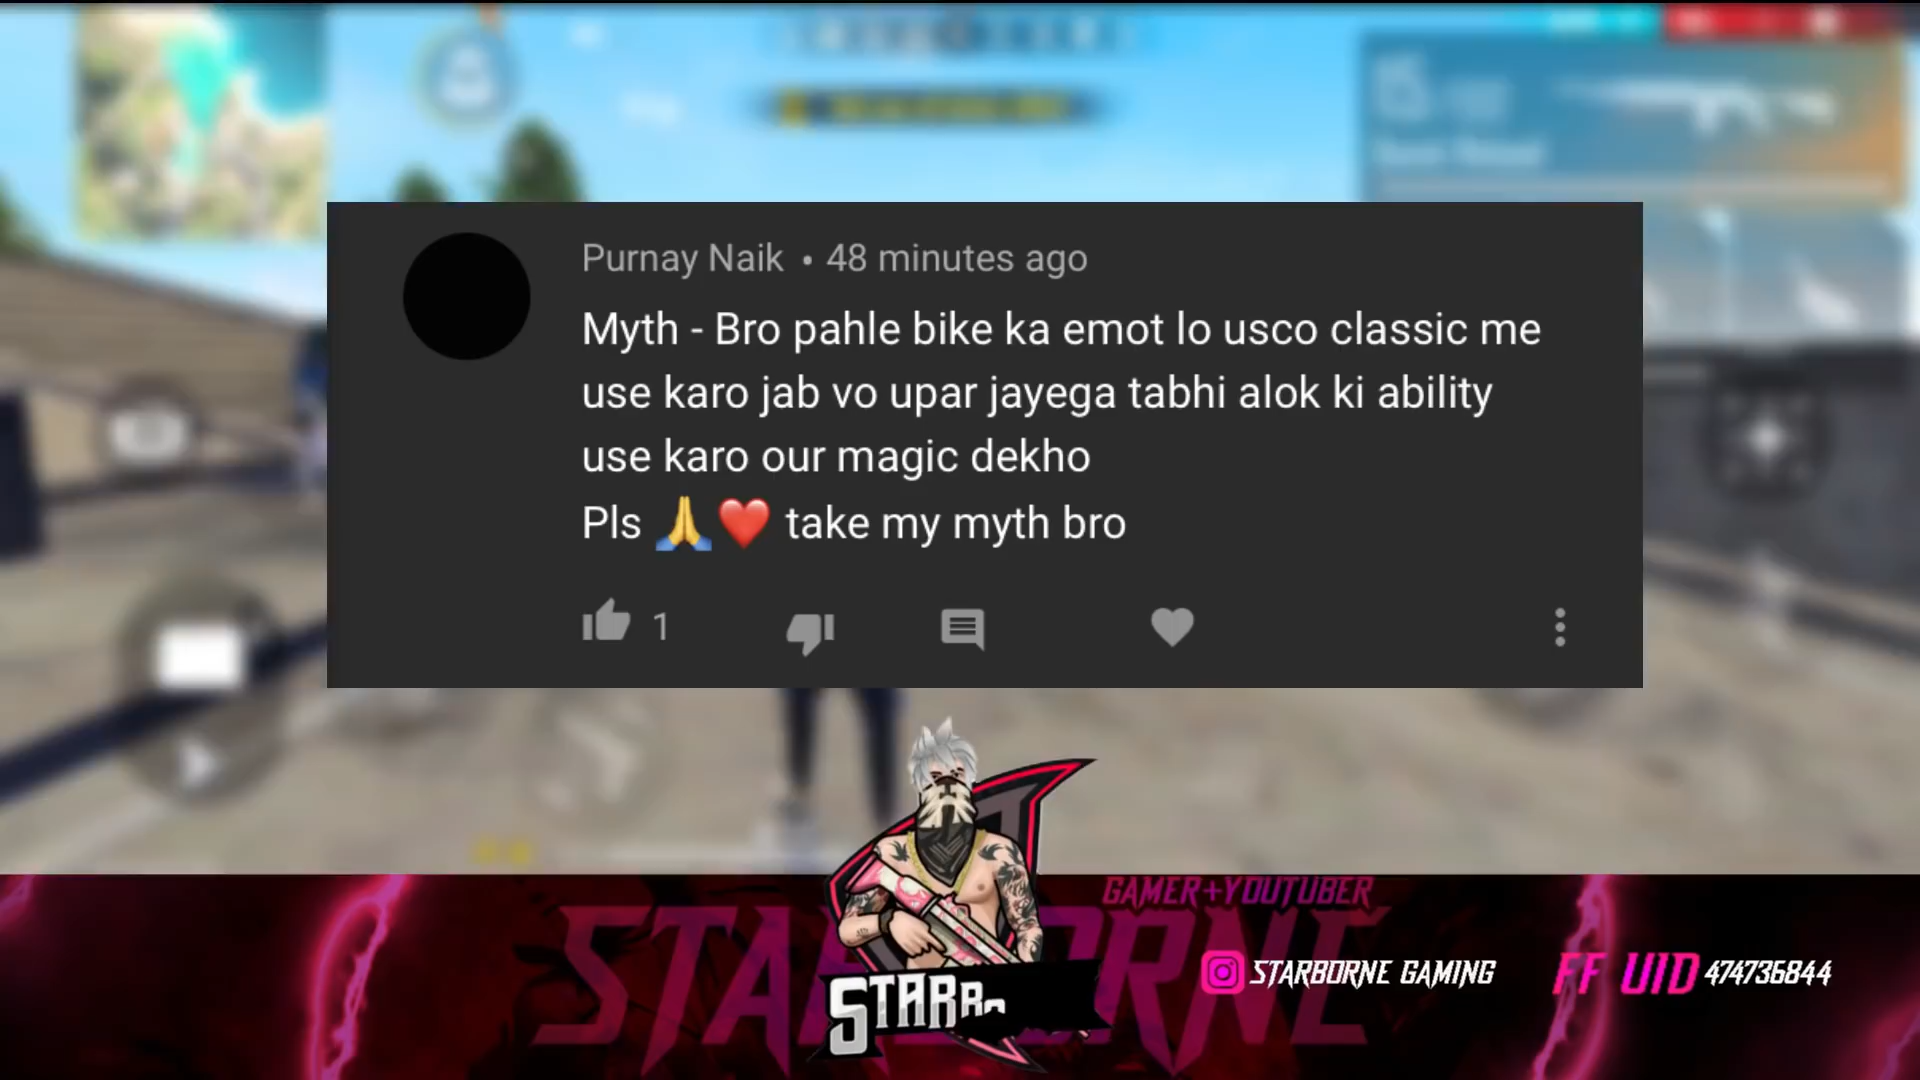 Purnay Naik • 48 minutes ago
Myth - Bro pahle bike ka emot lo usco classic me
use karo jab vo upar jayega tabhi alok ki ability
use karo our magic dekho
Pls 🙏❤️ take my myth bro
1
GAMER+YOUTUBER
STARBORNE
STARBO
STARBORNE GAMING
FF UID 474736844